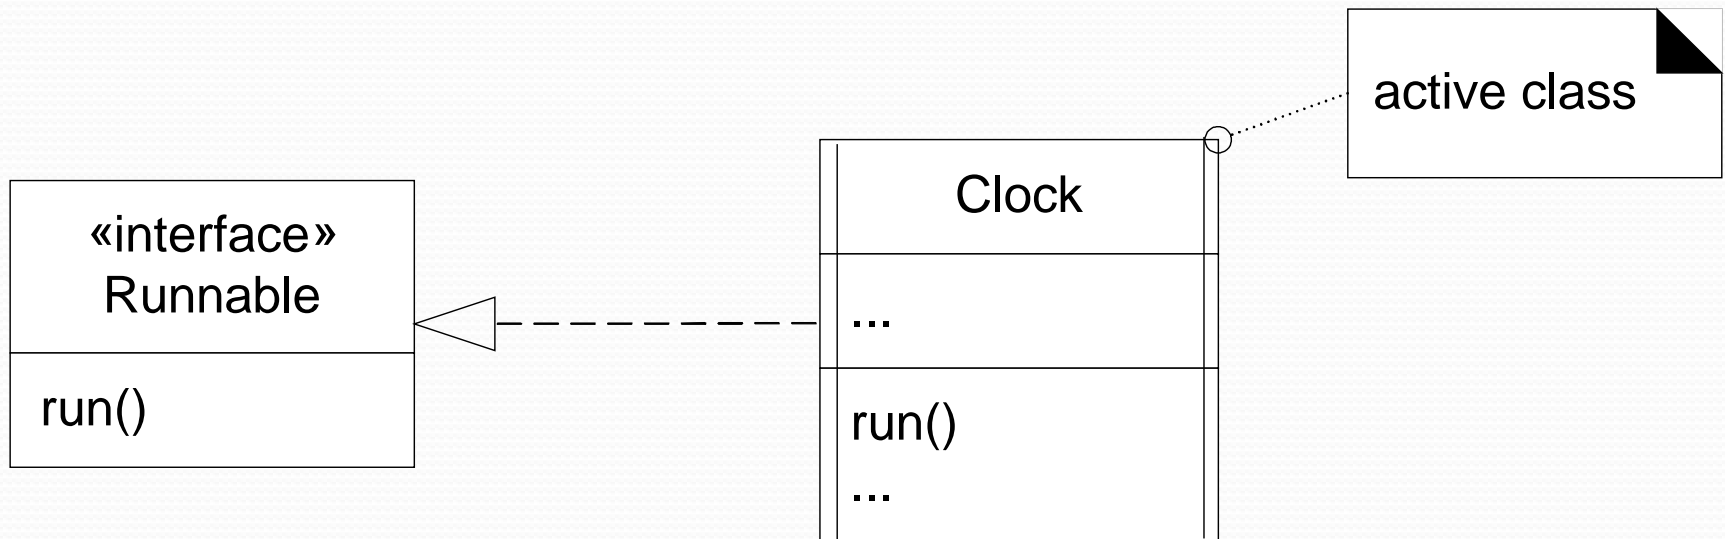 active class
Clock
«interface»
Runnable
...
run()
run()
...